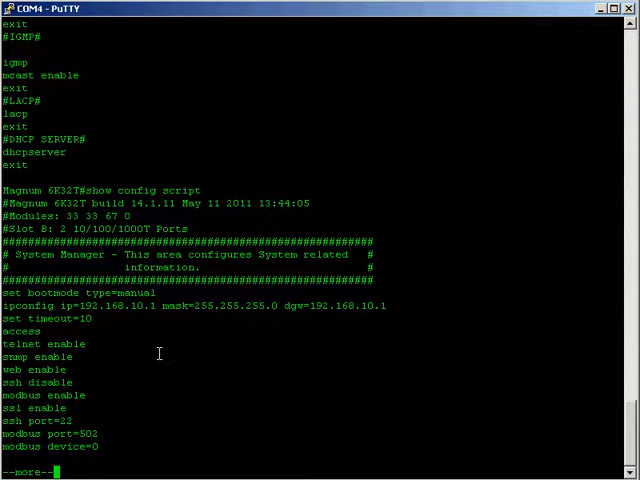 COM4 - PuTTY
exit
#IGMP#
igmp
mcast enable
exit
#LACP#
lacp
exit
#DHCP SERVER#
dhcpserver
exit
Magnum 6K32T#show config script
#Magnum 6K32T build 14.1.11 May 11 2011 13:44:05
#Modules: 33 33 67 0
#Slot B: 2 10/100/1000T Ports
##########################################################
# System Manager - This area configures System related   #
#                  information.                          #
##########################################################
set bootmode type=manual
ipconfig ip=192.168.10.1 mask=255.255.255.0 dgw=192.168.10.1
set timeout=10
access
telnet enable
snmp enable
web enable
ssh disable
modbus enable
ssl enable
ssh port=22
modbus port=502
modbus device=0
--more--